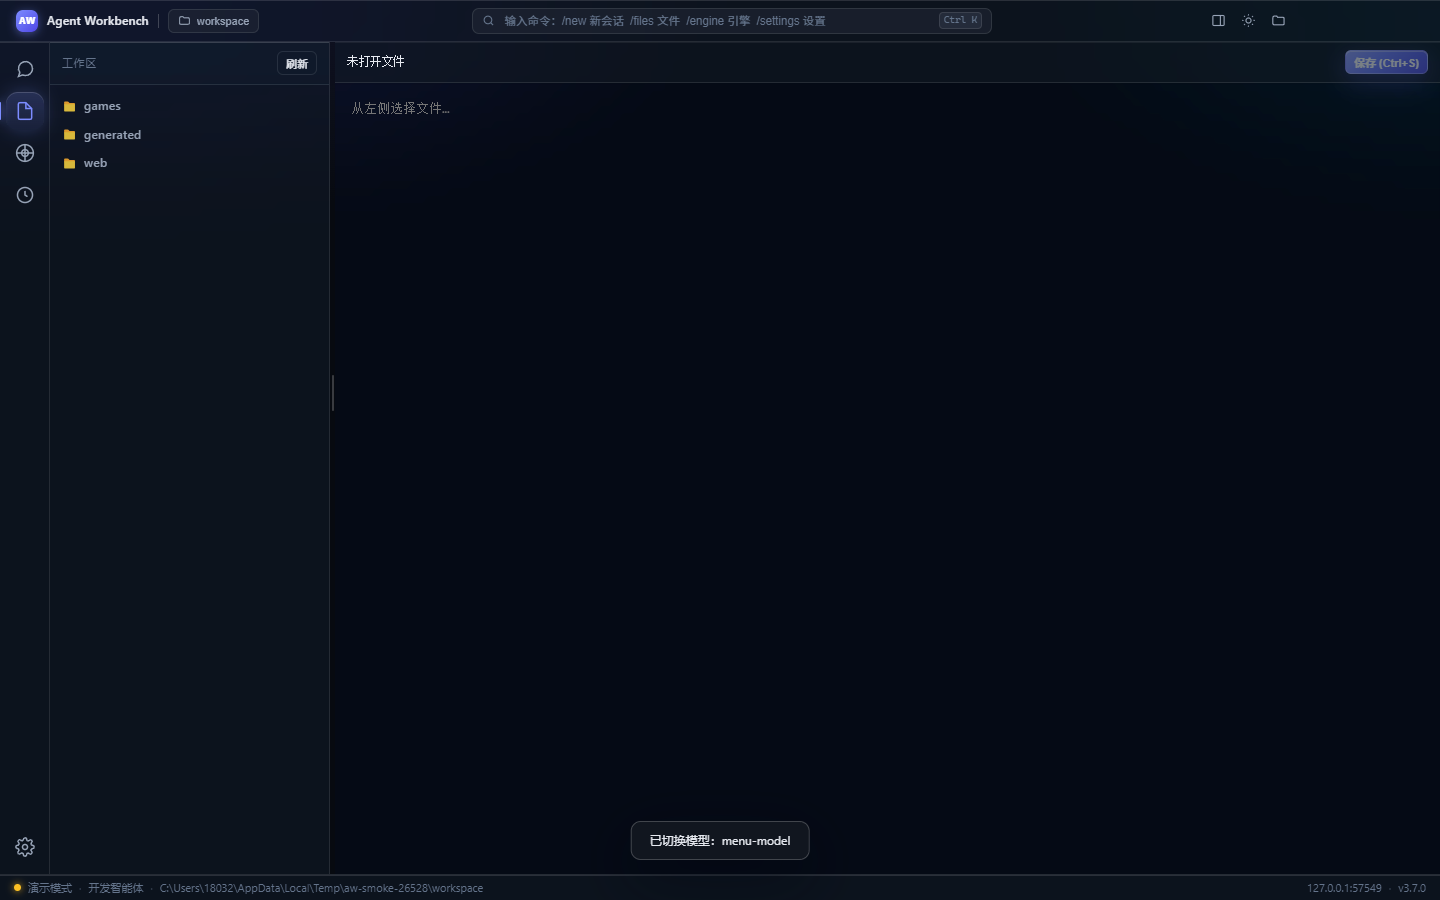 AW Agent Workbench workspace 输入命令：/new 新会话 /files 文件 /engine 引擎 /settings 设置 Ctrl K
工作区 刷新 未打开文件 保存 (Ctrl+S)
games
从左侧选择文件...
generated
web
已切换模型：menu-model
演示模式 · 开发智能体 · C:\Users\18032\AppData\Local\Temp\aw-smoke-26528\workspace 127.0.0.1:57549 · v3.7.0